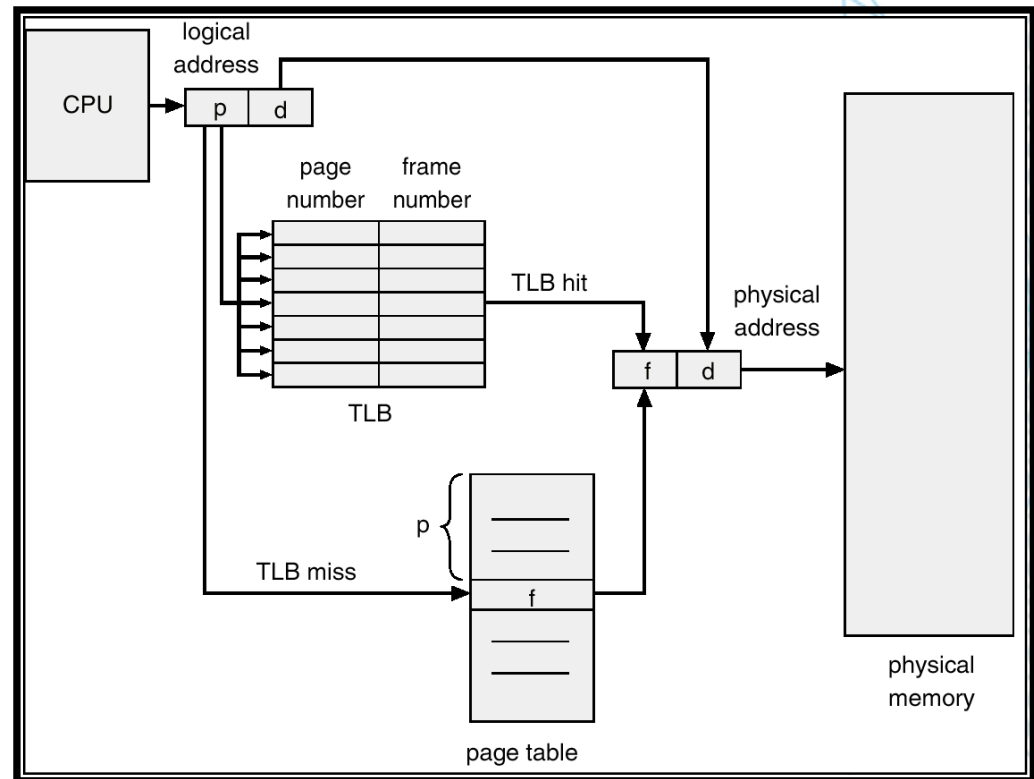 logical
address
CPU
p
d
page
number
frame
number
TLB hit
physical
address
f
d
TLB
p
TLB miss
f
physical
memory
page table